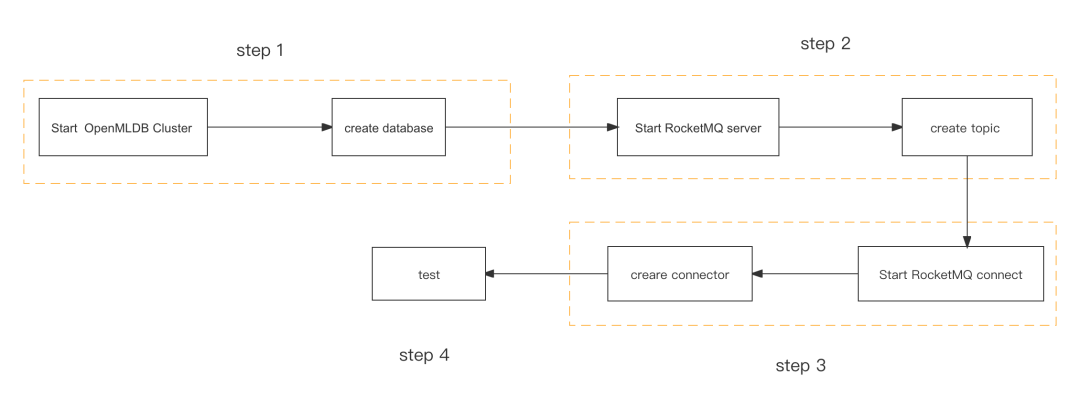 step 1
step 2
Start OpenMLDB Cluster
create database
Start RocketMQ server
create topic
test
creare connector
Start RocketMQ connect
step 4
step 3